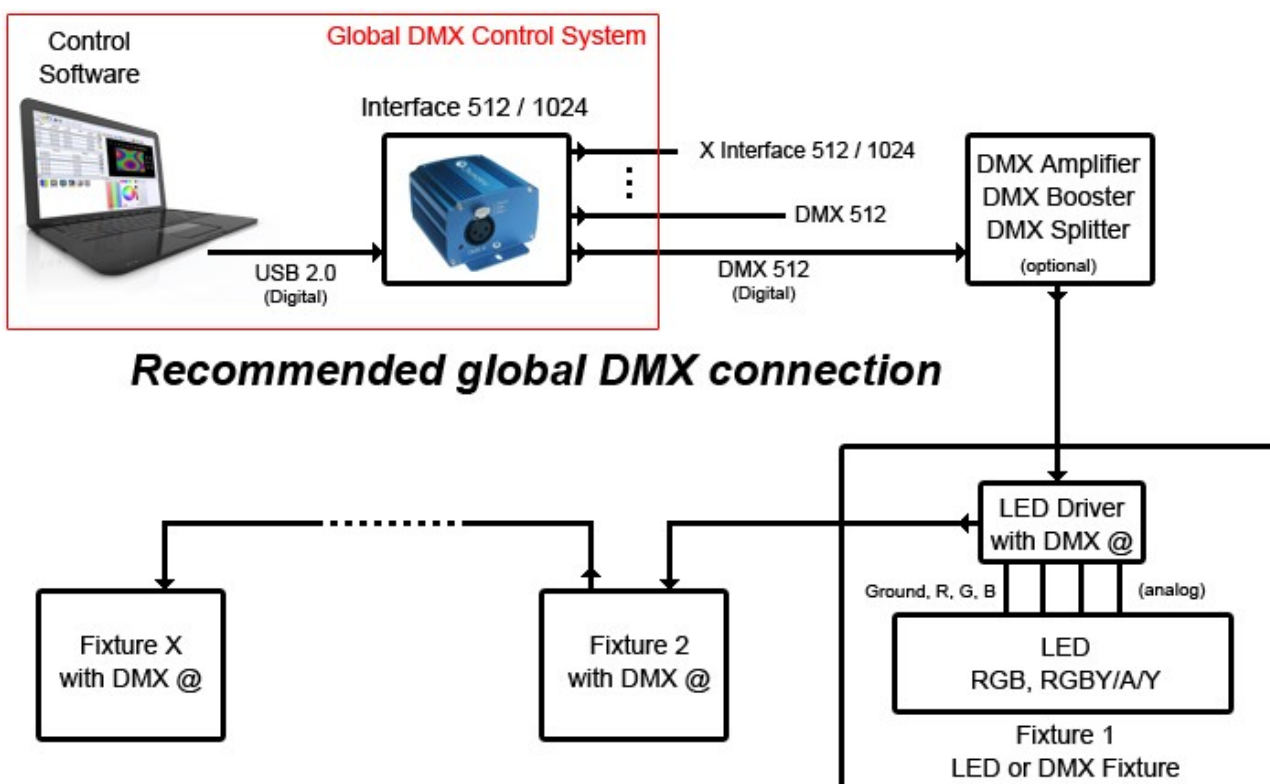 Global DMX Control System
Control
Software
Interface 512 / 1024
X Interface 512 / 1024
DMX 512
USB 2.0
(Digital)
DMX 512
(Digital)
DMX Amplifier
DMX Booster
DMX Splitter
(optional)
Recommended global DMX connection
LED Driver
with DMX @
Ground, R, G, B
(analog)
LED
RGB, RGBY/A/Y
Fixture 1
LED or DMX Fixture
Fixture 2
with DMX @
Fixture X
with DMX @